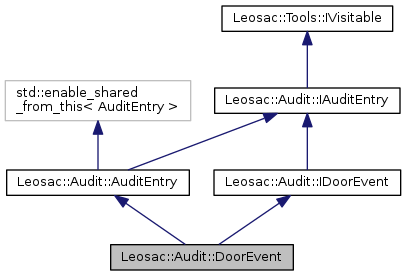 Leosac::Tools::IVisitable
std::enable_shared
_from_this< AuditEntry >
Leosac::Audit::IAuditEntry
Leosac::Audit::AuditEntry
Leosac::Audit::IDoorEvent
Leosac::Audit::DoorEvent